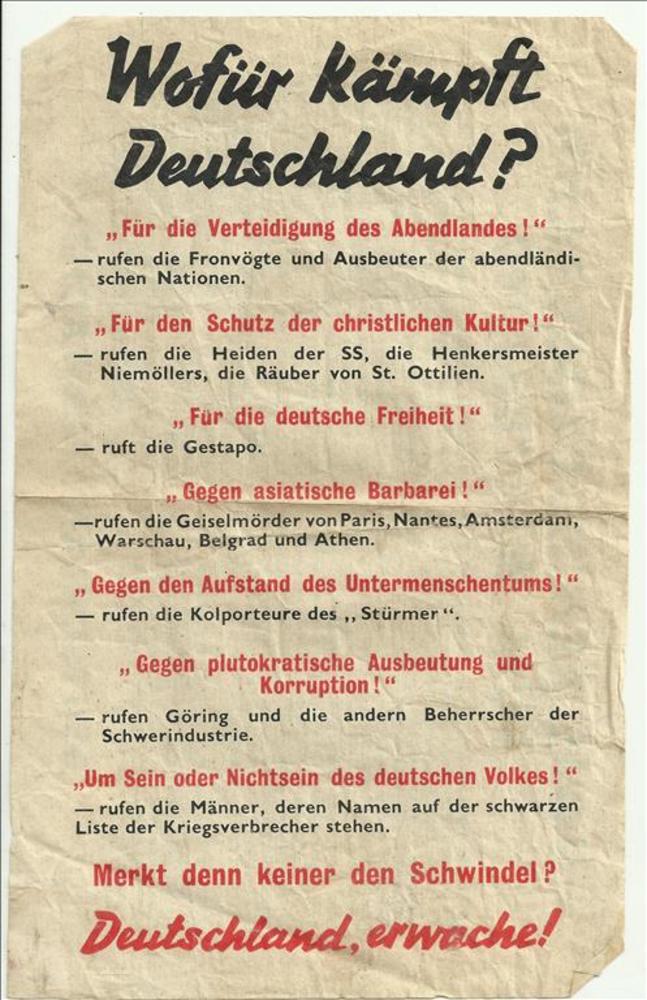 Wofür kämpft
Deutschland?
„Für die Verteidigung des Abendlandes!“
— rufen die Fronvögte und Ausbeuter der abendländi-
schen Nationen.
„Für den Schutz der christlichen Kultur!“
— rufen die Heiden der SS, die Henkersmeister
Niemöllers, die Räuber von St. Ottilien.
„Für die deutsche Freiheit!“
— ruft die Gestapo.
„Gegen asiatische Barbarei!“
—rufen die Geiselmörder von Paris, Nantes, Amsterdam,
Warschau, Belgrad und Athen.
„Gegen den Aufstand des Untermenschentums!“
— rufen die Kolporteure des „Stürmer“.
„Gegen plutokratische Ausbeutung und
Korruption!“
— rufen Göring und die andern Beherrscher der
Schwerindustrie.
„Um Sein oder Nichtsein des deutschen Volkes!“
— rufen die Männer, deren Namen auf der schwarzen
Liste der Kriegsverbrecher stehen.
Merkt denn keiner den Schwindel?
Deutschland, erwache!